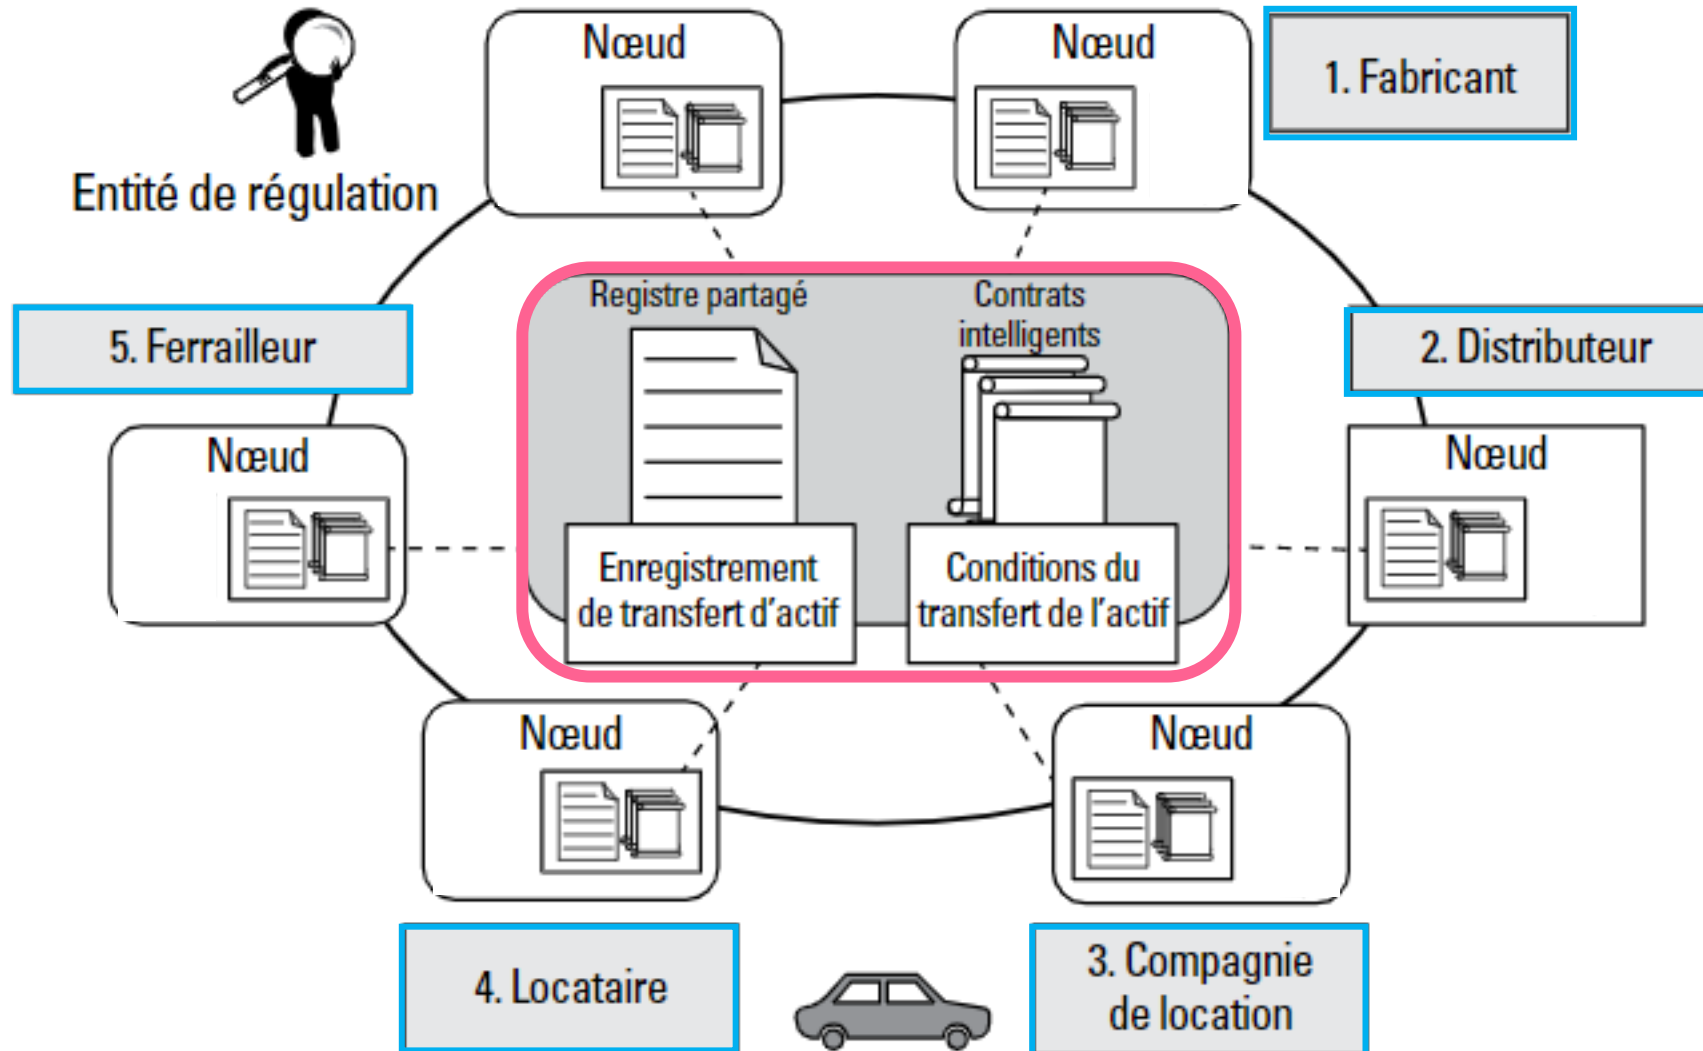 Nœud
Nœud
1. Fabricant
Entité de régulation
Registre partagé
Contrats
intelligents
5. Ferrailleur
2. Distributeur
Nœud
Nœud
Enregistrement
de transfert d'actif
Conditions du
transfert de l'actif
Nœud
Nœud
4. Locataire
3. Compagnie
de location